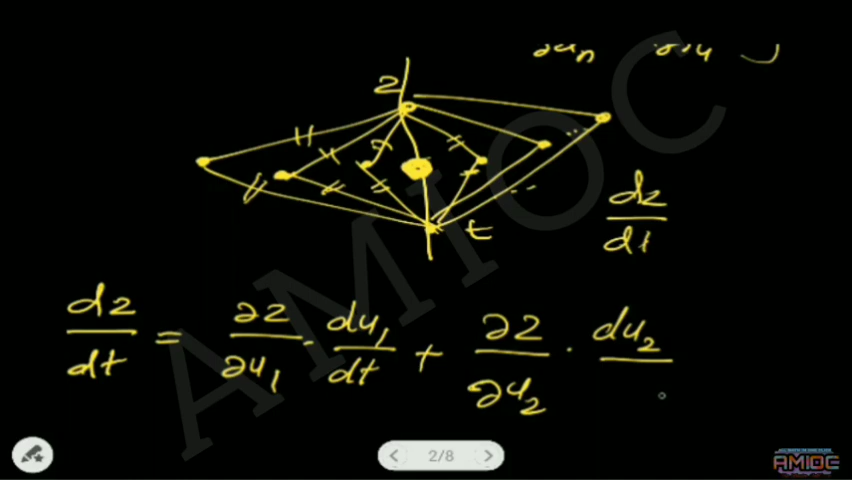 z
t
dz
dt
dz/dt = ∂z/∂u₁ · du₁/dt + ∂z/∂u₂ · du₂
2/8
AMIOC
AMIOC